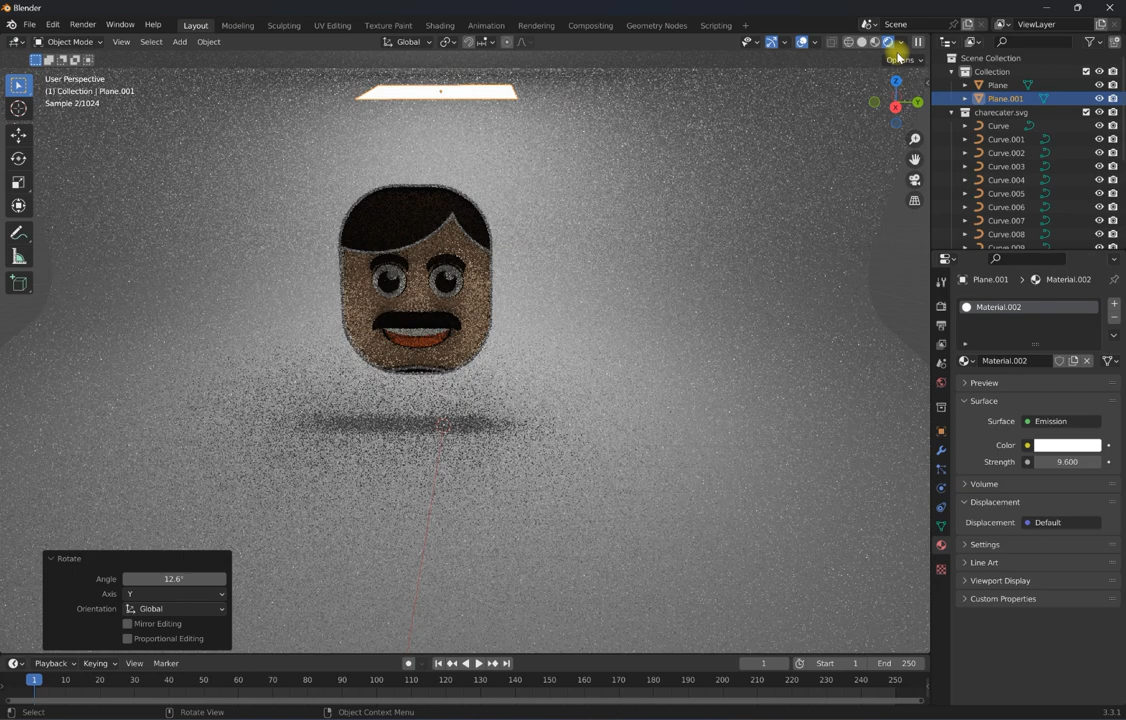 Blender
File Edit Render Window Help Layout Modeling Sculpting UV Editing Texture Paint Shading Animation Rendering Compositing Geometry Nodes Scripting + Scene ViewLayer
Object Mode View Select Add Object Global
Options
User Perspective
(1) Collection | Plane.001
Sample 2/1024
Z
Y
X
Scene Collection
Collection
Plane
Plane.001
charecater.svg
Curve
Curve.001
Curve.002
Curve.003
Curve.004
Curve.005
Curve.006
Curve.007
Curve.008
Curve.009
Plane.001 > Material.002
Material.002
Material.002
Preview
Surface
Surface Emission
Color
Strength 9.600
Volume
Displacement
Displacement Default
Settings
Line Art
Viewport Display
Custom Properties
Rotate
Angle 12.6°
Axis Y
Orientation Global
Mirror Editing
Proportional Editing
Playback Keying View Marker 1 Start 1 End 250
1 10 20 30 40 50 60 70 80 90 100 110 120 130 140 150 160 170 180 190 200 210 220 230 240 250
Select Rotate View Object Context Menu 3.3.1